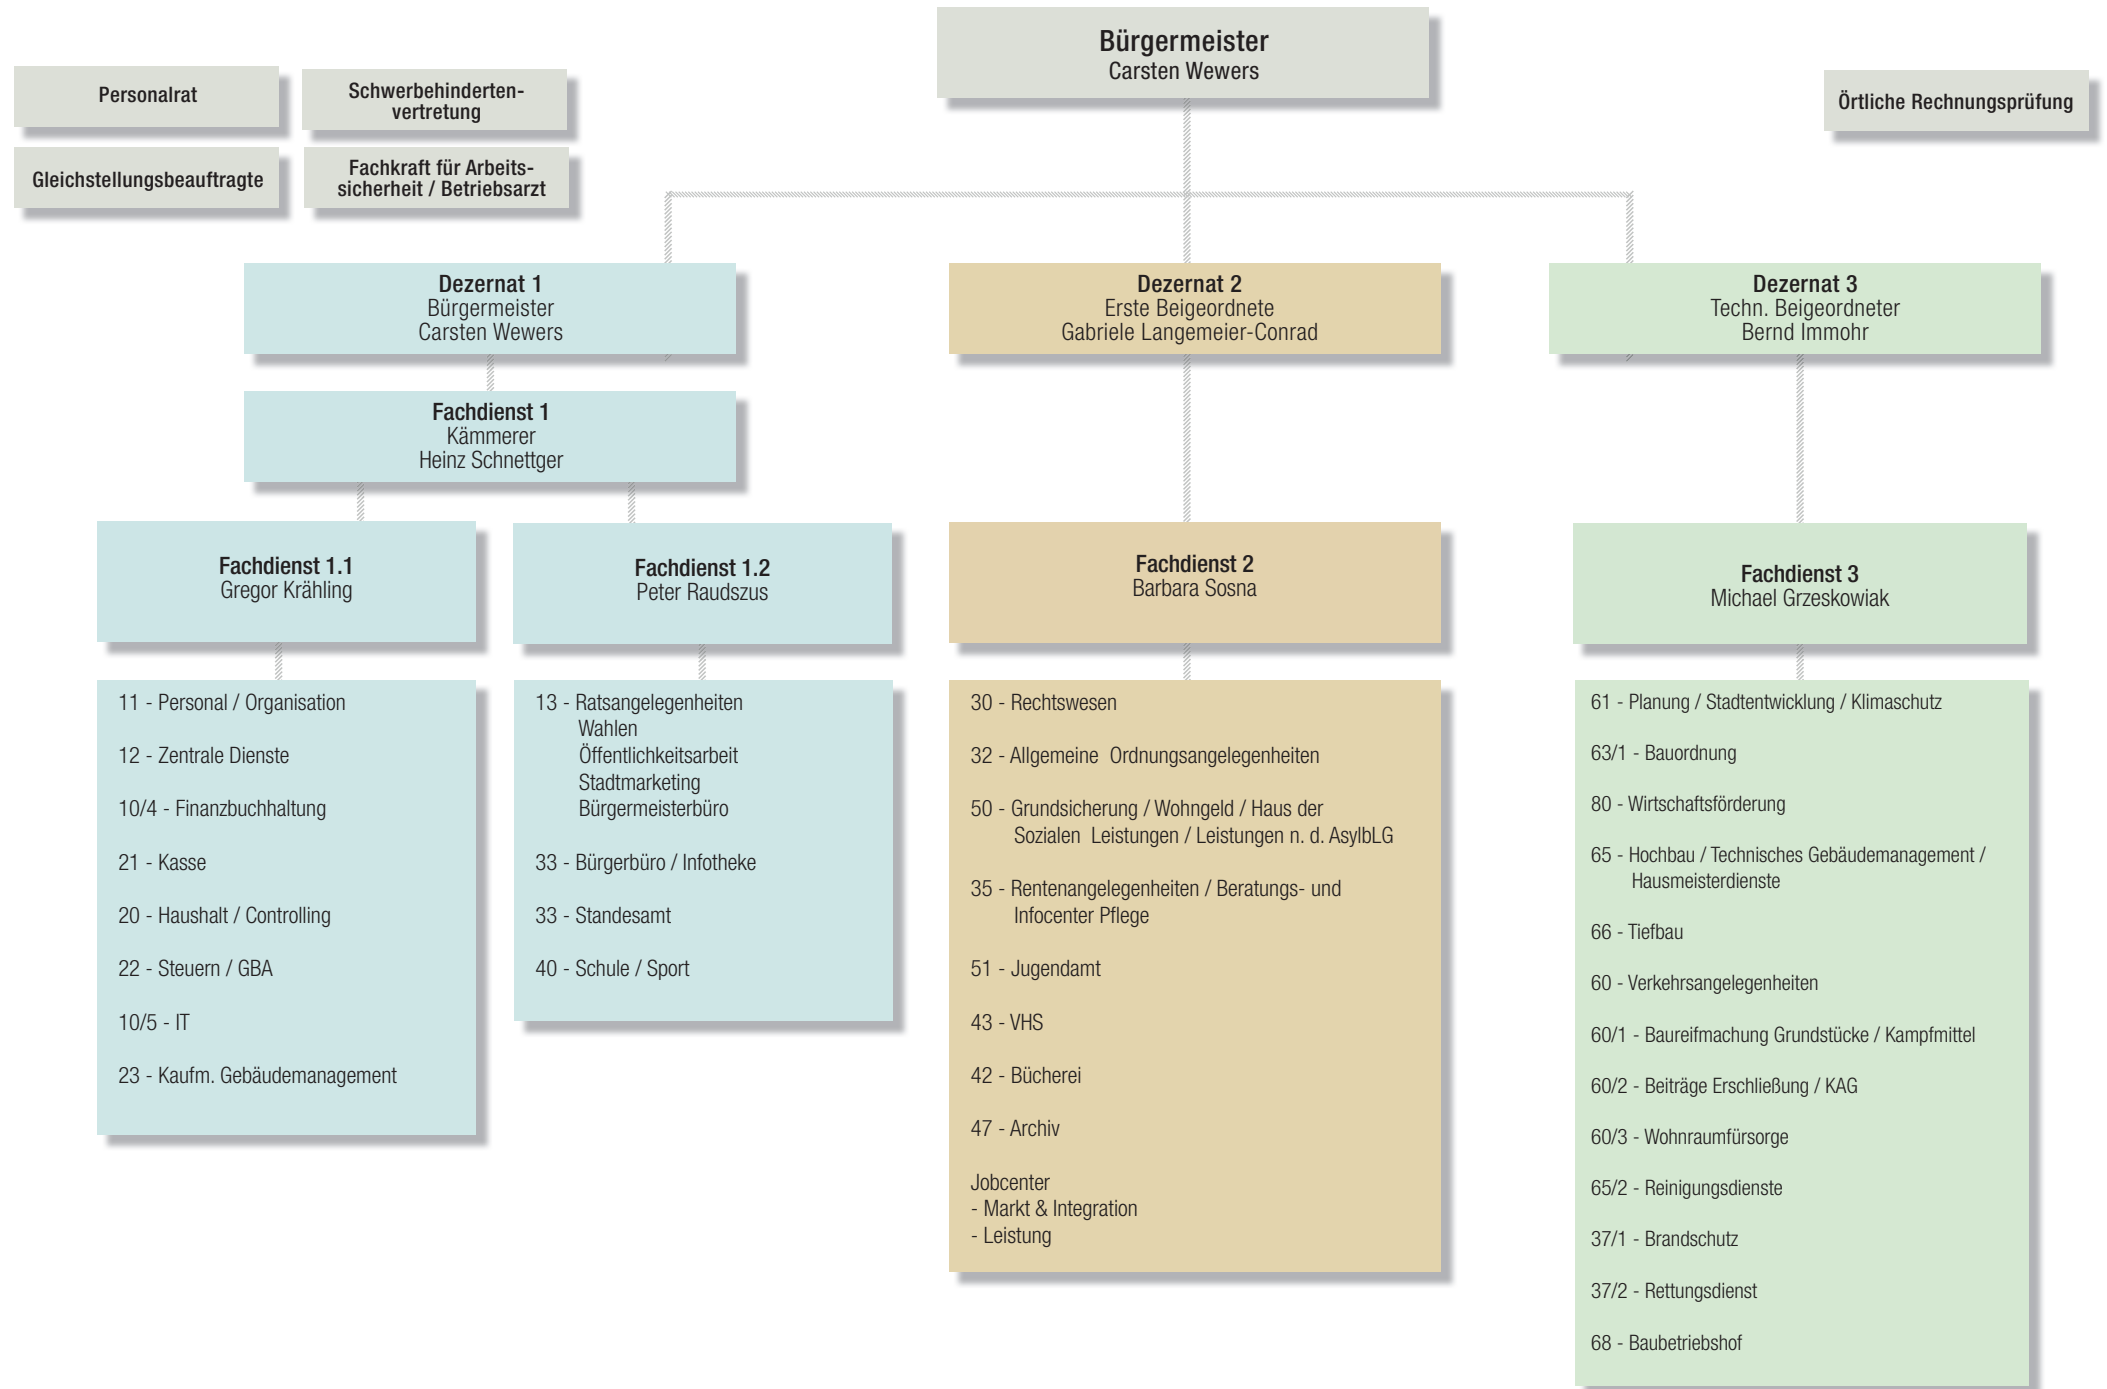 Bürgermeister
Carsten Wewers
Personalrat
Schwerbehinderten-
vertretung
Gleichstellungsbeauftragte
Fachkraft für Arbeits-
sicherheit / Betriebsarzt
Örtliche Rechnungsprüfung
Dezernat 1
Bürgermeister
Carsten Wewers
Fachdienst 1
Kämmerer
Heinz Schnettger
Fachdienst 1.1
Gregor Krähling
11 - Personal / Organisation
12 - Zentrale Dienste
10/4 - Finanzbuchhaltung
21 - Kasse
20 - Haushalt / Controlling
22 - Steuern / GBA
10/5 - IT
23 - Kaufm. Gebäudemanagement
Fachdienst 1.2
Peter Raudszus
13 - Ratsangelegenheiten
Wahlen
Öffentlichkeitsarbeit
Stadtmarketing
Bürgermeisterbüro
33 - Bürgerbüro / Infotheke
33 - Standesamt
40 - Schule / Sport
Dezernat 2
Erste Beigeordnete
Gabriele Langemeier-Conrad
Fachdienst 2
Barbara Sosna
30 - Rechtswesen
32 - Allgemeine Ordnungsangelegenheiten
50 - Grundsicherung / Wohngeld / Haus der
Sozialen Leistungen / Leistungen n. d. AsylbLG
35 - Rentenangelegenheiten / Beratungs- und
Infocenter Pflege
51 - Jugendamt
43 - VHS
42 - Bücherei
47 - Archiv
Jobcenter
- Markt & Integration
- Leistung
Dezernat 3
Techn. Beigeordneter
Bernd Immohr
Fachdienst 3
Michael Grzeskowiak
61 - Planung / Stadtentwicklung / Klimaschutz
63/1 - Bauordnung
80 - Wirtschaftsförderung
65 - Hochbau / Technisches Gebäudemanagement /
Hausmeisterdienste
66 - Tiefbau
60 - Verkehrsangelegenheiten
60/1 - Baureifmachung Grundstücke / Kampfmittel
60/2 - Beiträge Erschließung / KAG
60/3 - Wohnraumfürsorge
65/2 - Reinigungsdienste
37/1 - Brandschutz
37/2 - Rettungsdienst
68 - Baubetriebshof